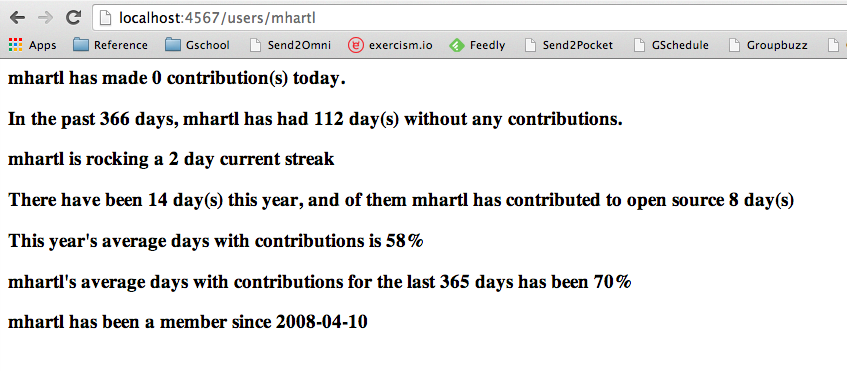 localhost:4567/users/mhartl
Apps Reference Gschool Send2Omni exercism.io Feedly Send2Pocket GSchedule Groupbuzz
mhartl has made 0 contribution(s) today.
In the past 366 days, mhartl has had 112 day(s) without any contributions.
mhartl is rocking a 2 day current streak
There have been 14 day(s) this year, and of them mhartl has contributed to open source 8 day(s)
This year's average days with contributions is 58%
mhartl's average days with contributions for the last 365 days has been 70%
mhartl has been a member since 2008-04-10